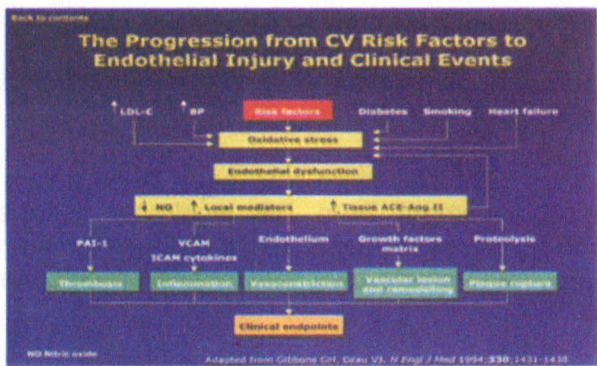 Back to contents
The Progression from CV Risk Factors to
Endothelial Injury and Clinical Events
↑ LDL-C ↑ BP Risk factors Diabetes Smoking Heart failure
Oxidative stress
Endothelial dysfunction
↓ NO ↑ Local mediators ↑ Tissue ACE-Ang II
PAI-1 VCAM Endothelium Growth factors Proteolysis
ICAM cytokines matrix
Thrombosis Inflammation Vasoconstriction Vascular lesion Plaque rupture
and remodelling
Clinical endpoints
NO Nitric oxide
Adapted from Gibbons GH, Dzau VJ. N Engl J Med 1994;330:1431-1438.